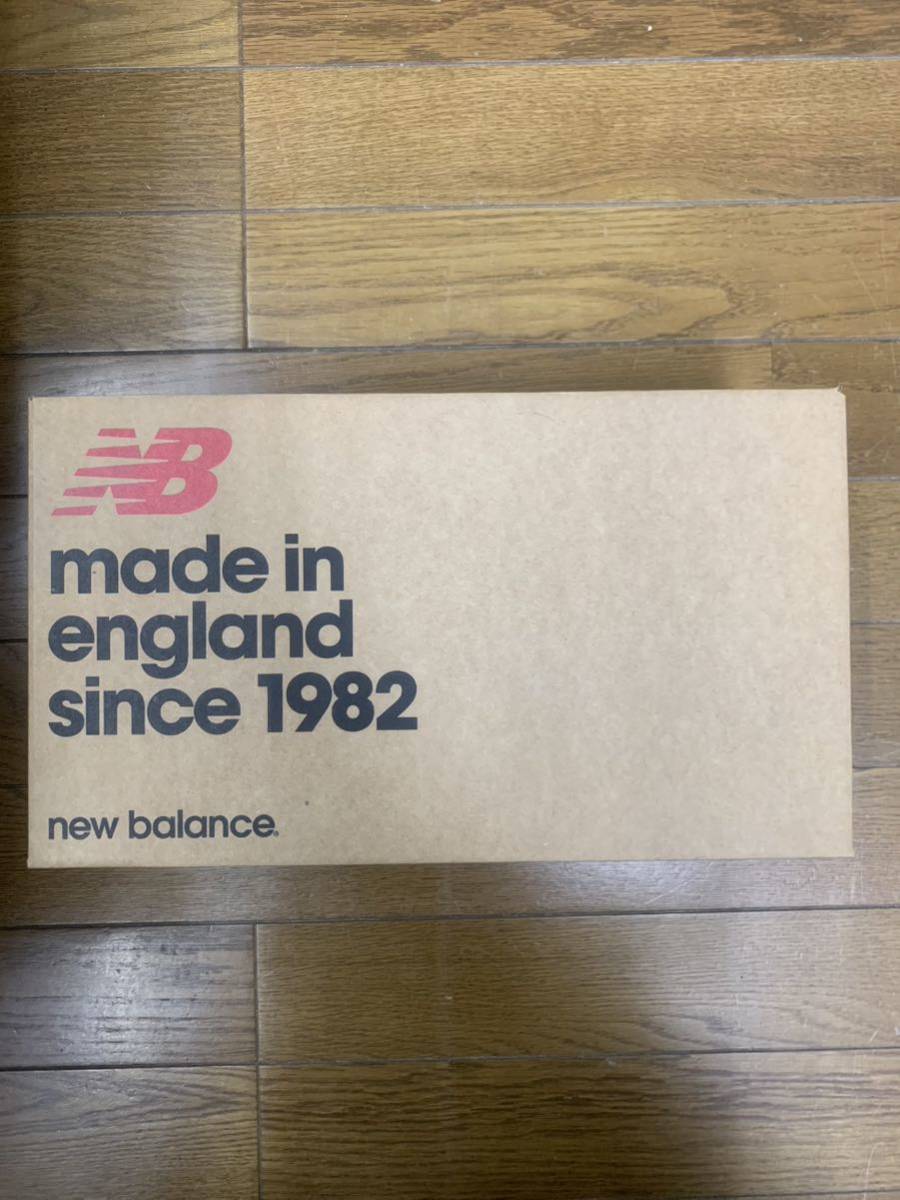 NB
made in
england
since 1982
new balance®